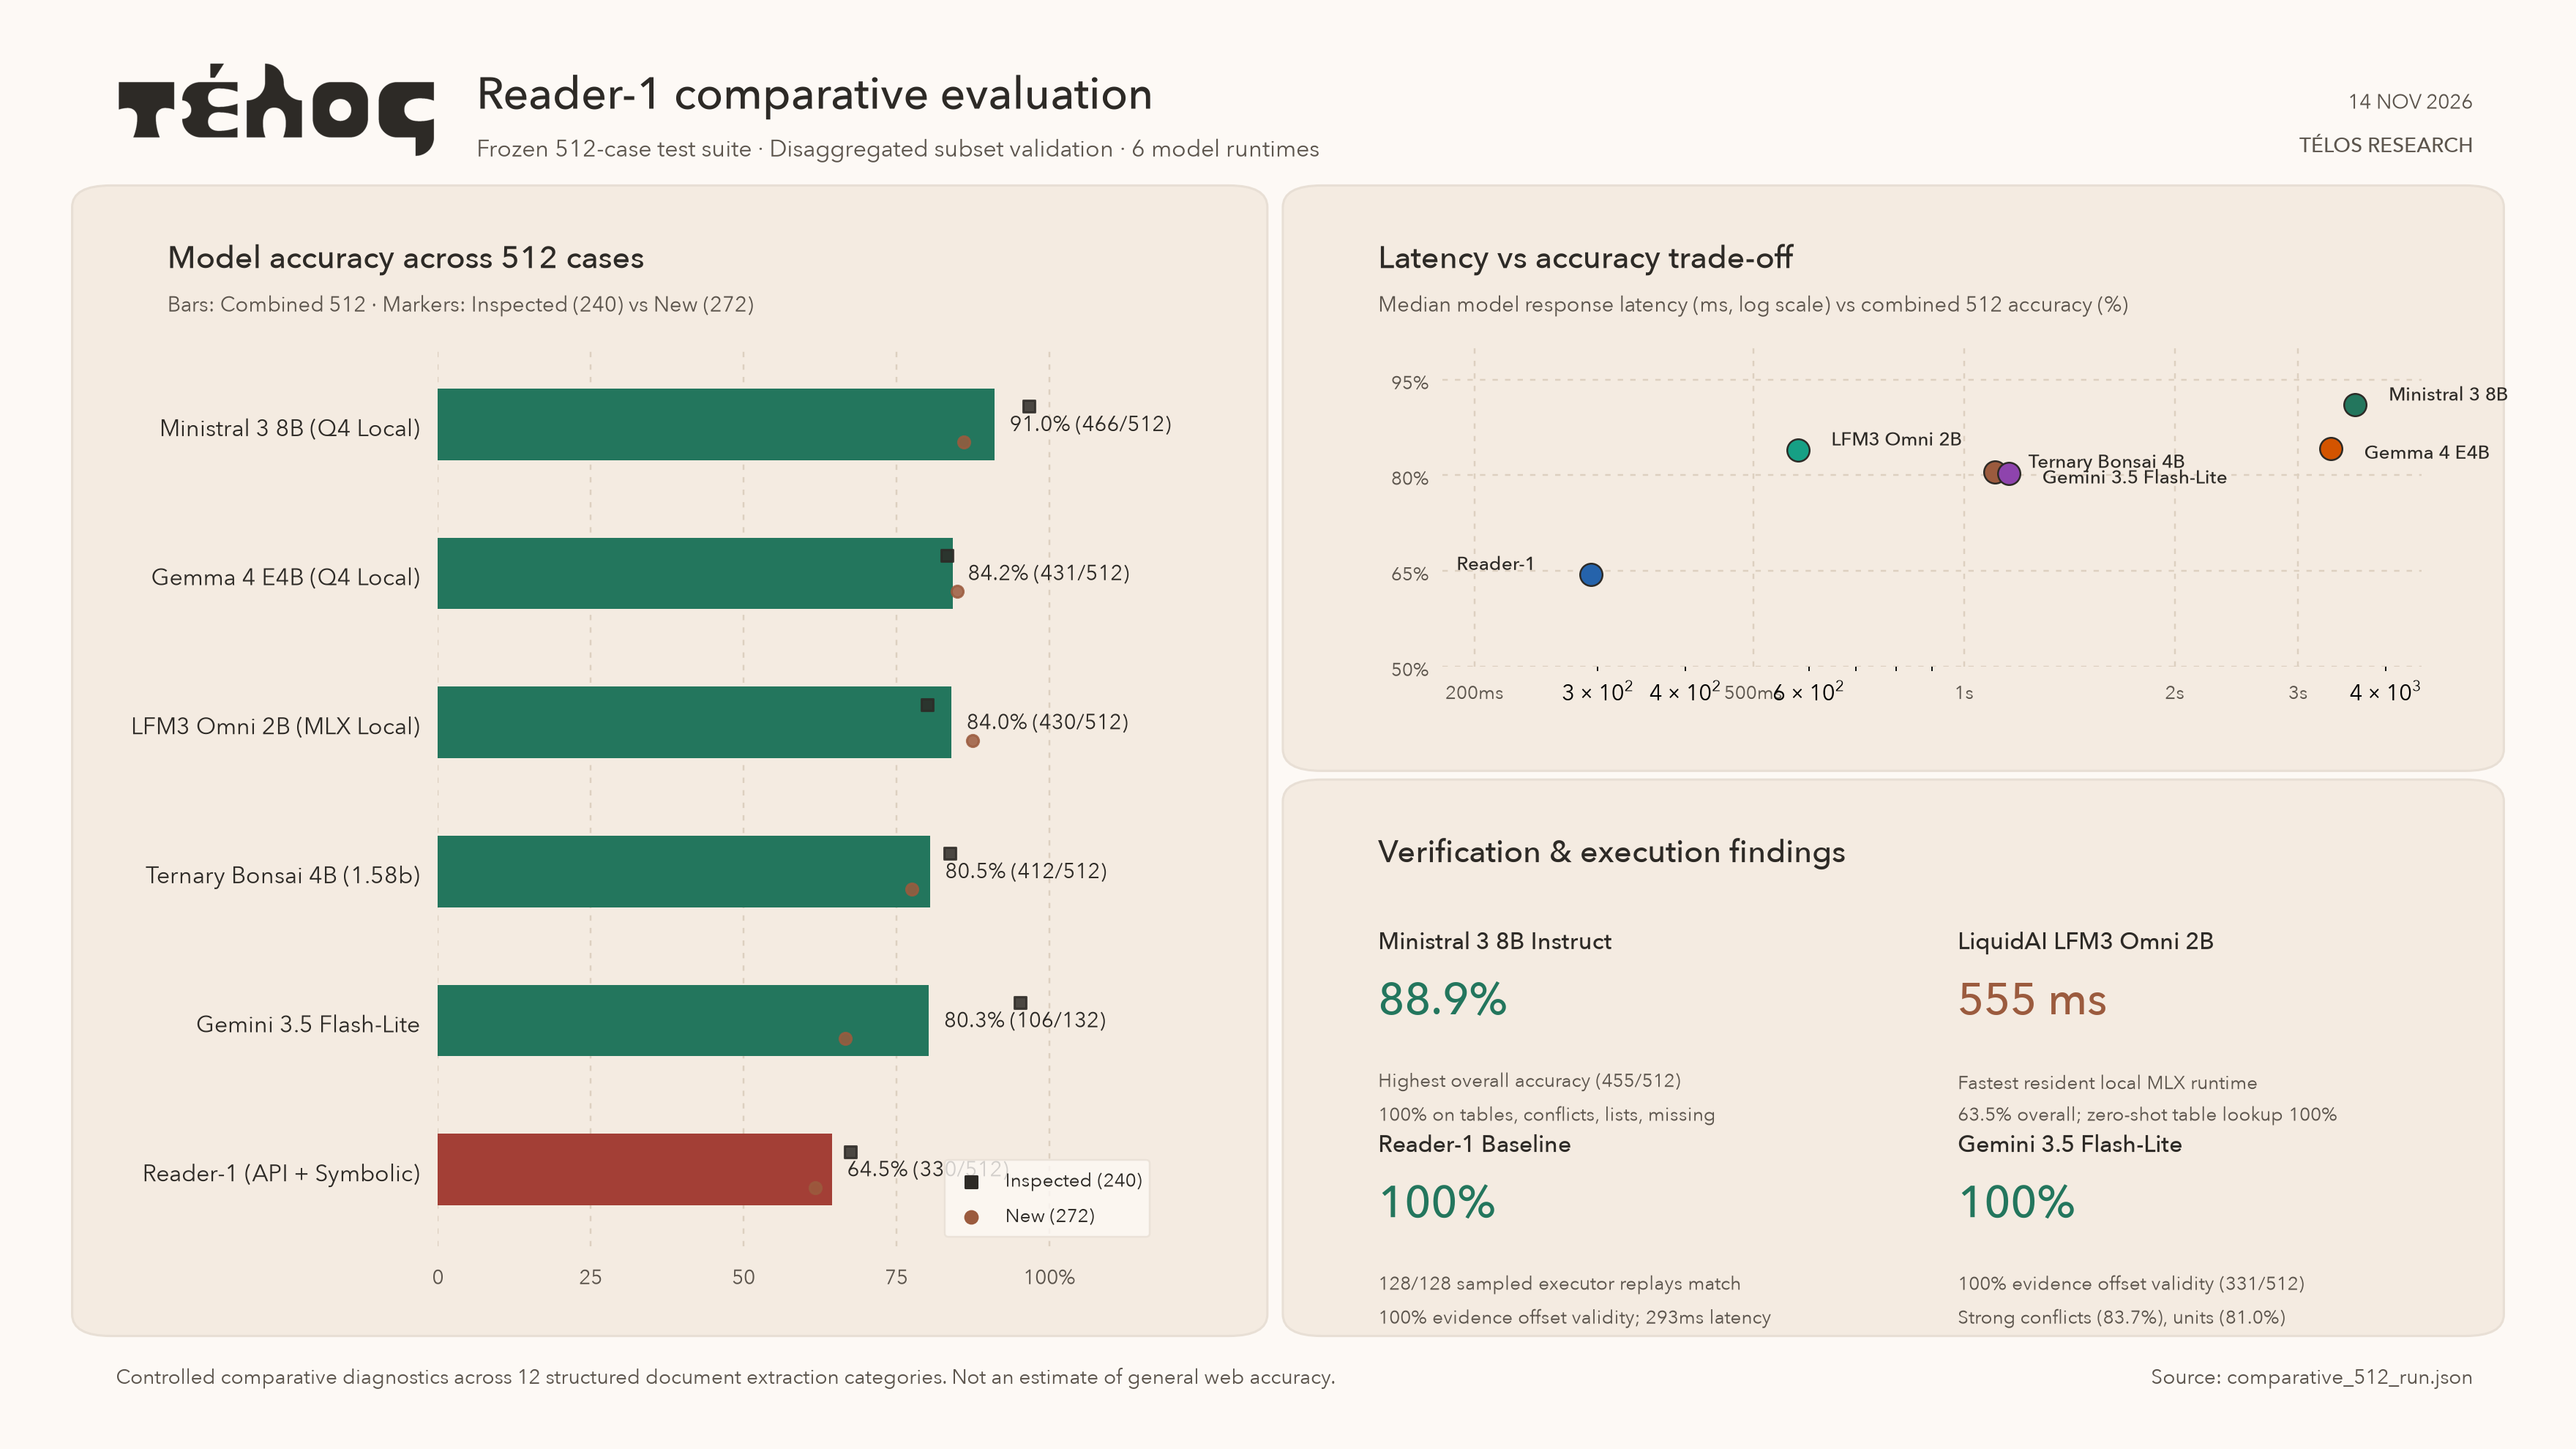 τέλος
Reader-1 comparative evaluation
Frozen 512-case test suite · Disaggregated subset validation · 6 model runtimes
14 NOV 2026
TÉLOS RESEARCH
Model accuracy across 512 cases
Bars: Combined 512 · Markers: Inspected (240) vs New (272)
Ministral 3 8B (Q4 Local)
91.0% (466/512)
Gemma 4 E4B (Q4 Local)
84.2% (431/512)
LFM3 Omni 2B (MLX Local)
84.0% (430/512)
Ternary Bonsai 4B (1.58b)
80.5% (412/512)
Gemini 3.5 Flash-Lite
80.3% (106/132)
Reader-1 (API + Symbolic)
64.5% (330/512)
Inspected (240)
New (272)
0 25 50 75 100%
Latency vs accuracy trade-off
Median model response latency (ms, log scale) vs combined 512 accuracy (%)
95%
Ministral 3 8B
LFM3 Omni 2B
Gemma 4 E4B
Ternary Bonsai 4B
80%
Gemini 3.5 Flash-Lite
Reader-1
65%
50%
200ms 3 × 10² 4 × 10² 500ms 6 × 10² 1s 2s 3s 4 × 10³
Verification & execution findings
Ministral 3 8B Instruct
88.9%
Highest overall accuracy (455/512)
100% on tables, conflicts, lists, missing
LiquidAI LFM3 Omni 2B
555 ms
Fastest resident local MLX runtime
63.5% overall; zero-shot table lookup 100%
Reader-1 Baseline
100%
128/128 sampled executor replays match
100% evidence offset validity; 293ms latency
Gemini 3.5 Flash-Lite
100%
100% evidence offset validity (331/512)
Strong conflicts (83.7%), units (81.0%)
Controlled comparative diagnostics across 12 structured document extraction categories. Not an estimate of general web accuracy.
Source: comparative_512_run.json